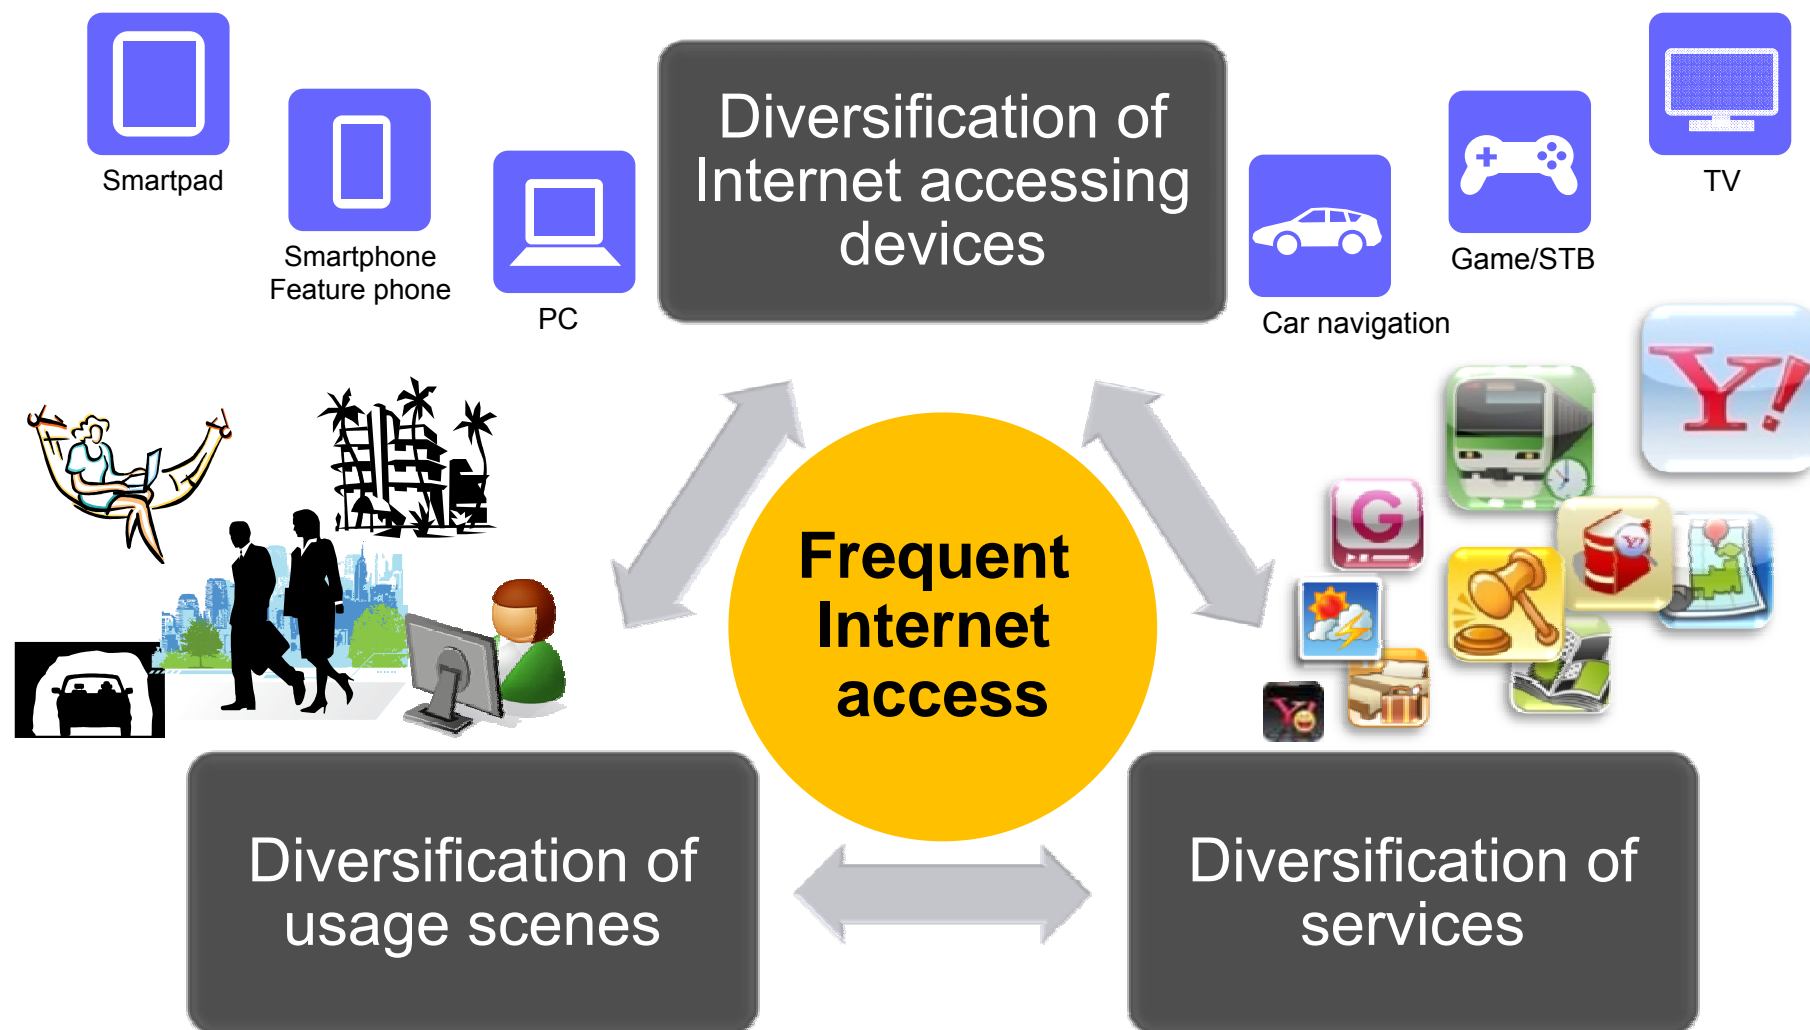 Smartpad
Smartphone
Feature phone
PC
Diversification of
Internet accessing
devices
Car navigation
Game/STB
TV
Y!
G
Frequent
Internet
access
Diversification of
usage scenes
Diversification of
services